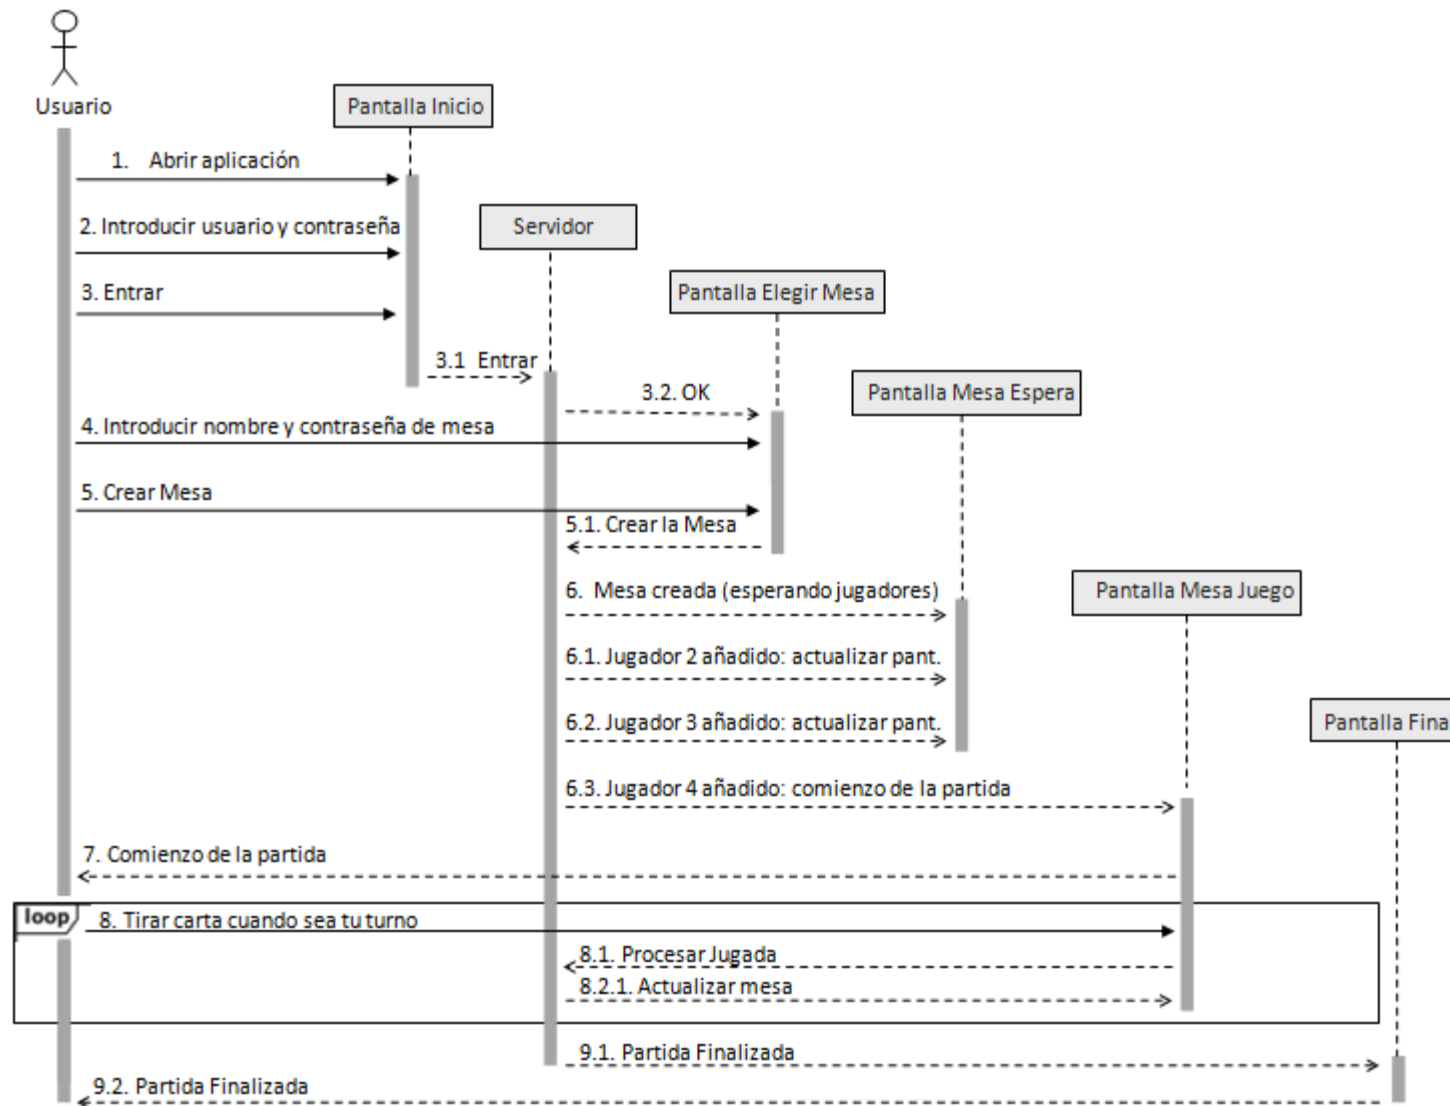 Usuario
Pantalla Inicio
1. Abrir aplicación
2. Introducir usuario y contraseña
Servidor
3. Entrar
Pantalla Elegir Mesa
3.1 Entrar
3.2. OK
Pantalla Mesa Espera
4. Introducir nombre y contraseña de mesa
5. Crear Mesa
5.1. Crear la Mesa
6. Mesa creada (esperando jugadores)
Pantalla Mesa Juego
6.1. Jugador 2 añadido: actualizar pant.
6.2. Jugador 3 añadido: actualizar pant.
Pantalla Fina
6.3. Jugador 4 añadido: comienzo de la partida
7. Comienzo de la partida
loop
8. Tirar carta cuando sea tu turno
8.1. Procesar Jugada
8.2.1. Actualizar mesa
9.1. Partida Finalizada
9.2. Partida Finalizada